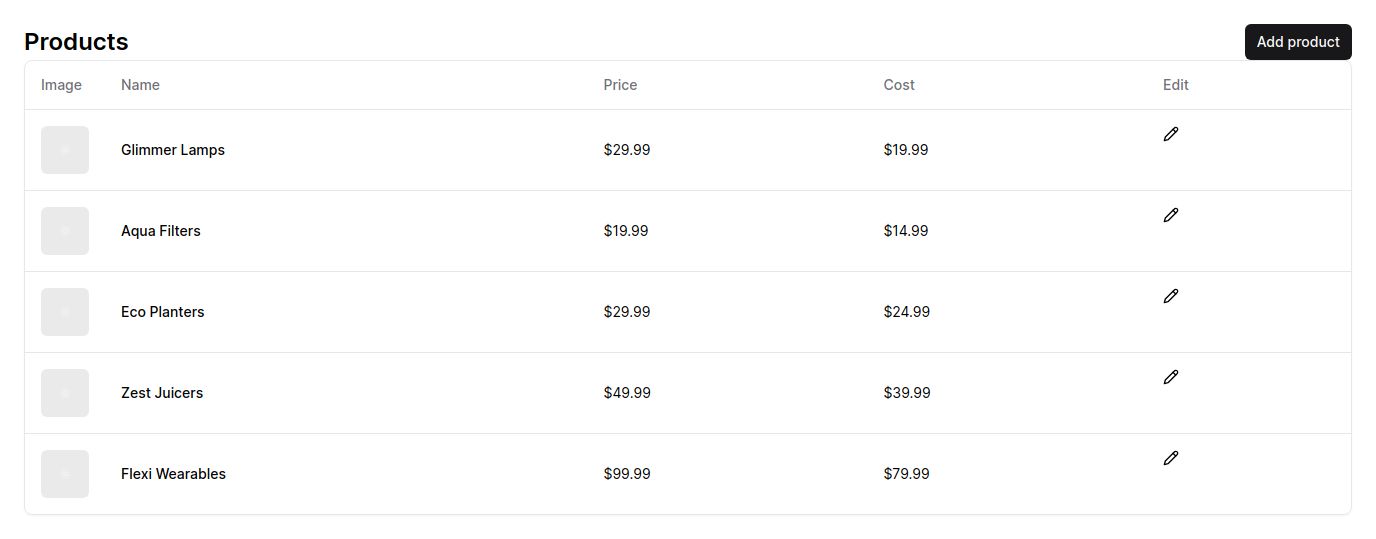 Products Add product
Image Name Price Cost Edit
Glimmer Lamps $29.99 $19.99
Aqua Filters $19.99 $14.99
Eco Planters $29.99 $24.99
Zest Juicers $49.99 $39.99
Flexi Wearables $99.99 $79.99